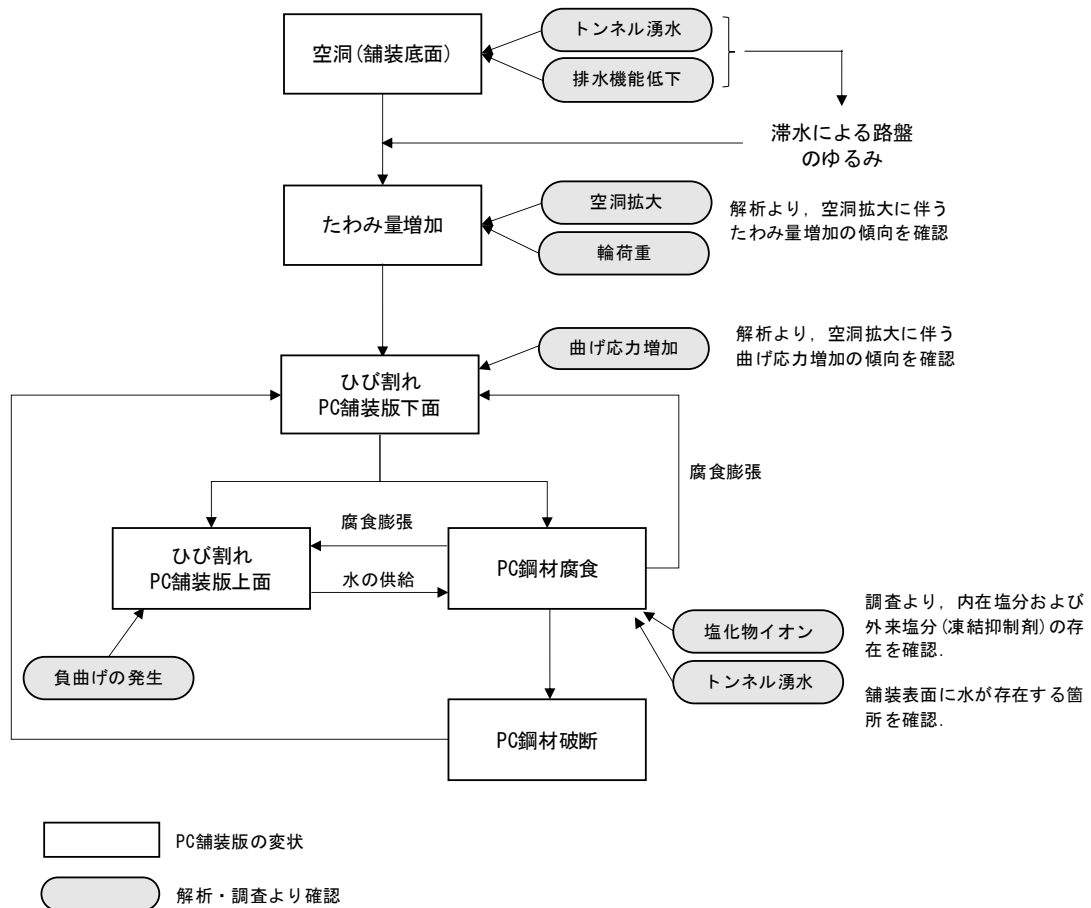 空洞(舗装底面)
トンネル湧水
排水機能低下
滞水による路盤
のゆるみ
たわみ量増加
空洞拡大
輪荷重
解析より，空洞拡大に伴う
たわみ量増加の傾向を確認
ひび割れ
PC舗装版下面
曲げ応力増加
解析より，空洞拡大に伴う
曲げ応力増加の傾向を確認
腐食膨張
ひび割れ
PC舗装版上面
腐食膨張
水の供給
PC鋼材腐食
負曲げの発生
塩化物イオン
トンネル湧水
調査より，内在塩分および
外来塩分(凍結抑制剤)の存
在を確認．
舗装表面に水が存在する箇
所を確認．
PC鋼材破断
PC舗装版の変状
解析・調査より確認